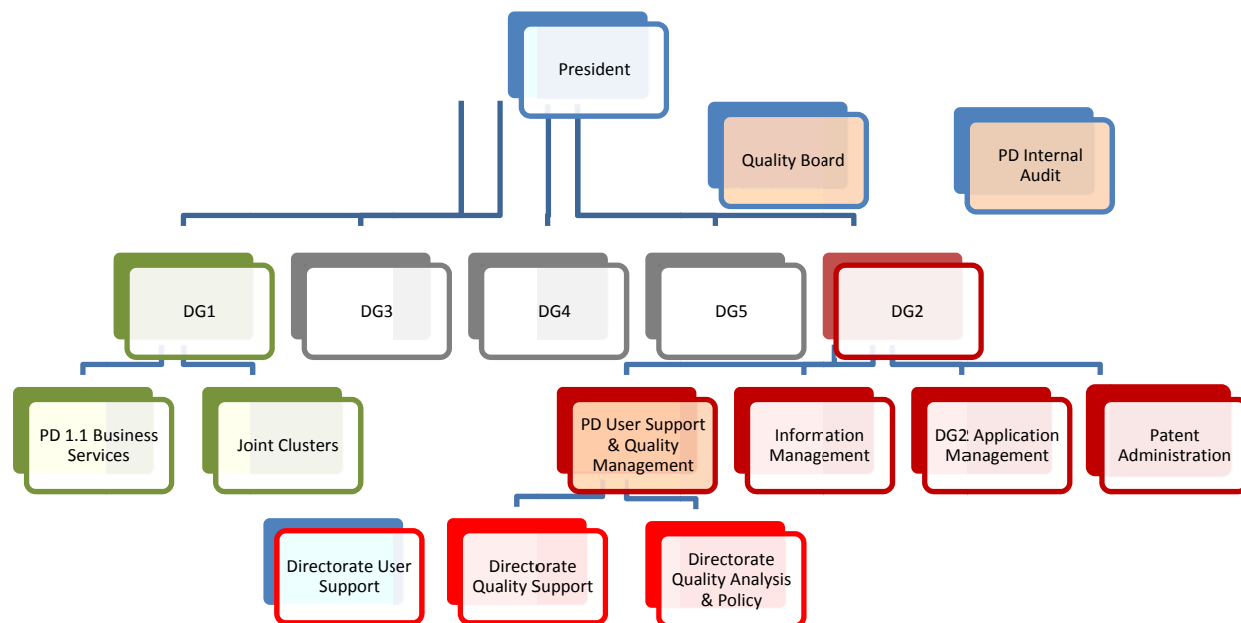 President
Quality Board
PD Internal
Audit
DG1
DG3
DG4
DG5
DG2
PD 1.1 Business
Services
Joint Clusters
PD User Support
& Quality
Management
Information
Management
DG2 Application
Management
Patent
Administration
Directorate User
Support
Directorate
Quality Support
Directorate
Quality Analysis
& Policy